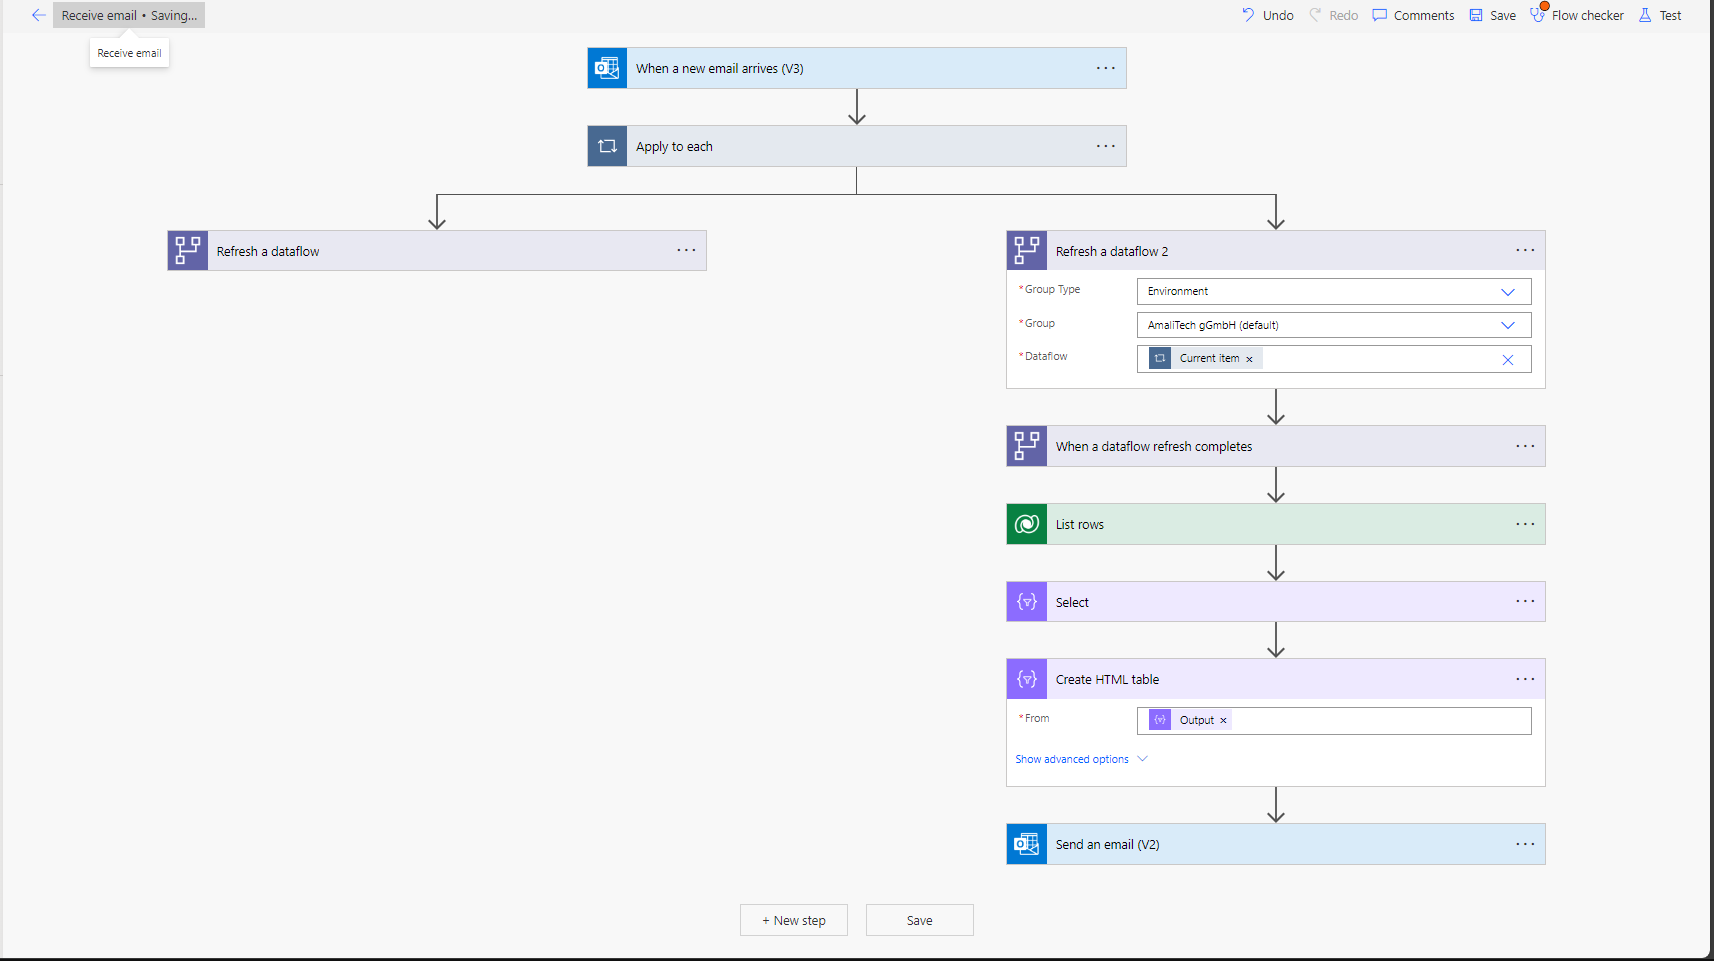 Receive email • Saving...
Undo
Redo
Comments
Save
Flow checker
Test
Receive email
When a new email arrives (V3)
Apply to each
Refresh a dataflow
Refresh a dataflow 2
*Group Type
Environment
*Group
AmaliTech gGmbH (default)
*Dataflow
Current item ×
When a dataflow refresh completes
List rows
Select
Create HTML table
*From
Output ×
Show advanced options
Send an email (V2)
+ New step
Save